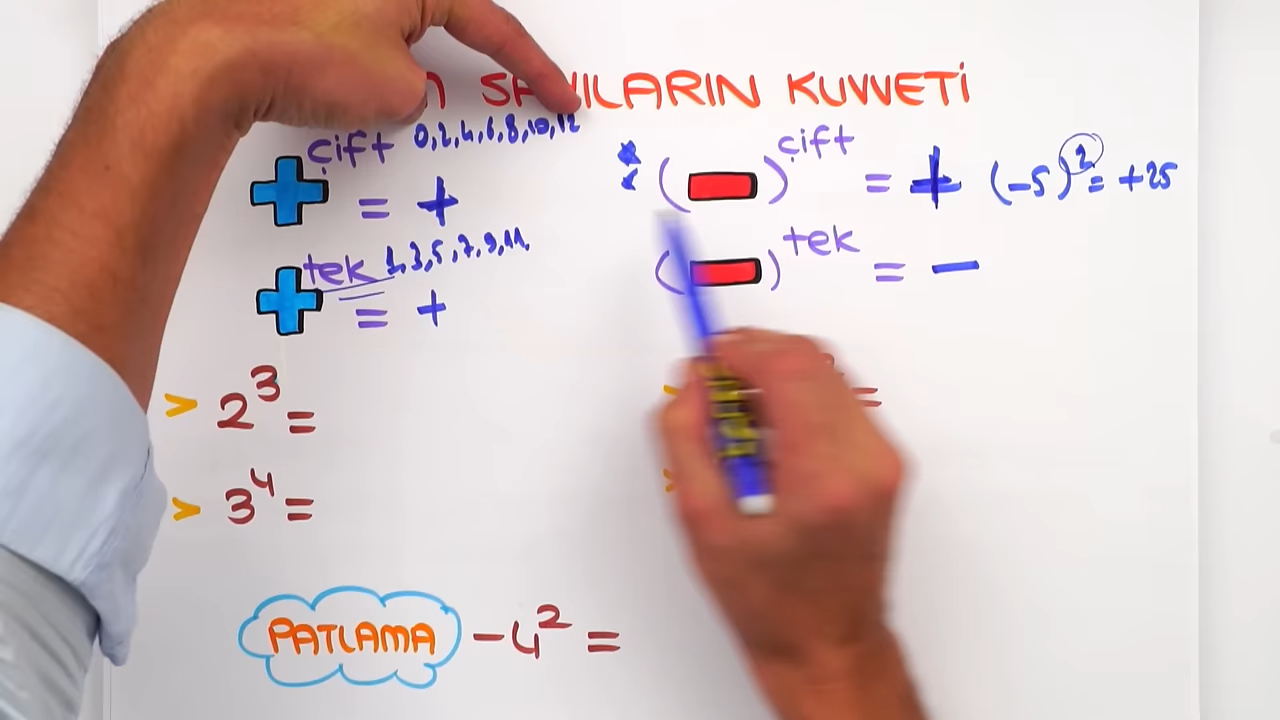 SAYILARIN KUVVETİ
çift 0,2,4,6,8,10,12
= +
tek 1,3,5,7,9,11,
= +
( )çift = + (-5)² = +25
( )tek = -
> 2³ =
> 3⁴ =
> =
>
PATLAMA -4² =